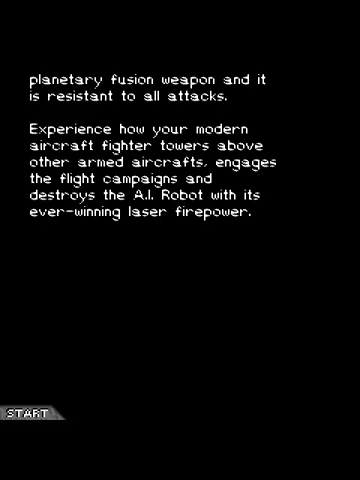 planetary fusion weapon and it
is resistant to all attacks.
Experience how your modern
aircraft fighter towers above
other armed aircrafts, engages
the flight campaigns and
destroys the A.I. Robot with its
ever-winning laser firepower.
START